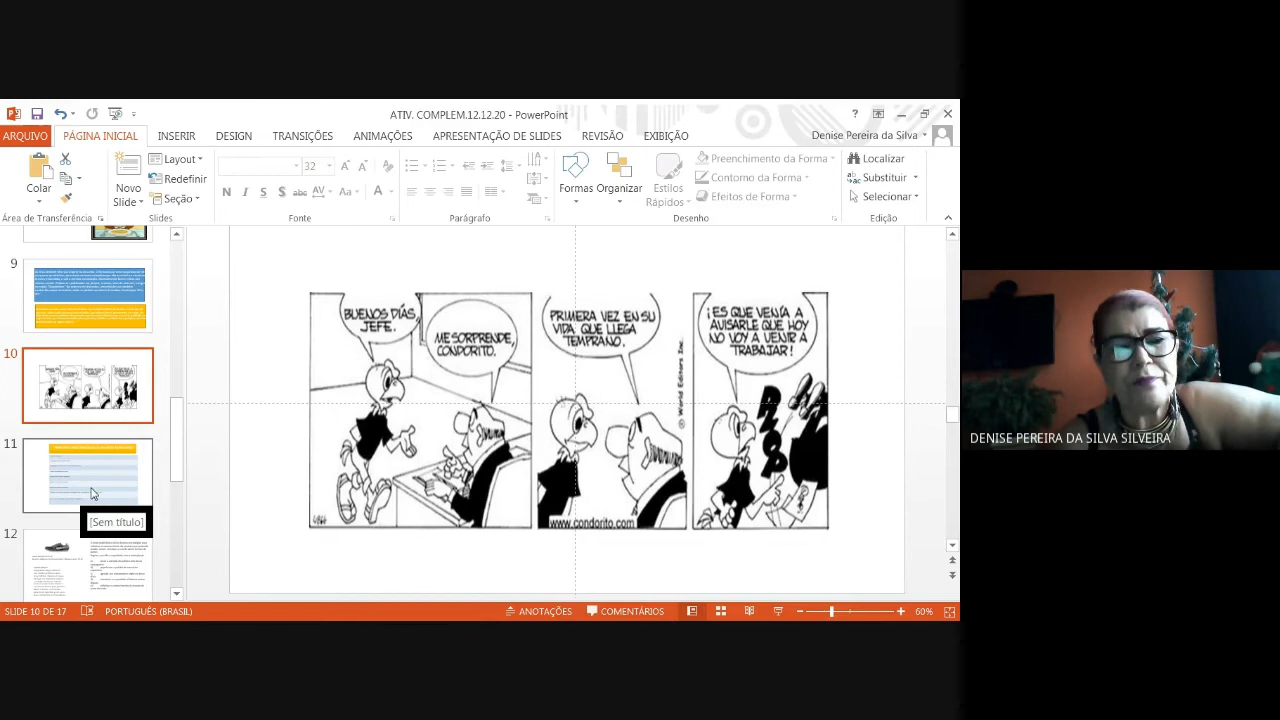 ATIV. COMPLEM.12.12.20 - PowerPoint
ARQUIVO PÁGINA INICIAL INSERIR DESIGN TRANSIÇÕES ANIMAÇÕES APRESENTAÇÃO DE SLIDES REVISÃO EXIBIÇÃO Denise Pereira da Silva
Colar
Novo Slide
Layout
Redefinir
Seção
32
Formas
Organizar
Estilos Rápidos
Preenchimento da Forma
Contorno da Forma
Efeitos de Forma
Localizar
Substituir
Selecionar
Área de Transferência Slides Fonte Parágrafo Desenho Edição
9
10
11
[Sem título]
12
BUENOS DÍAS,
JEFE.
ME SORPRENDE,
CONDORITO.
PRIMERA VEZ EN SU
VIDA QUE LLEGA
TEMPRANO.
© World Editors Inc.
www.condorito.com
¡ES QUE VENÍA A
AVISARLE QUE HOY
NO VOY A VENIR A
TRABAJAR!
PLOP
DENISE PEREIRA DA SILVA SILVEIRA
SLIDE 10 DE 17 PORTUGUÊS (BRASIL) ANOTAÇÕES COMENTÁRIOS 60%